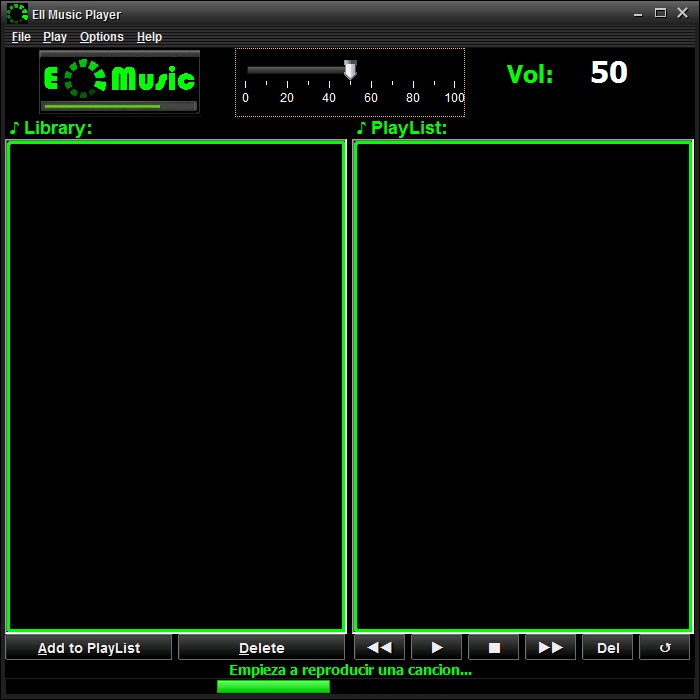 Ell Music Player
File Play Options Help
E Music
0 20 40 60 80 100
Vol: 50
♪ Library:
♪ PlayList:
Add to PlayList
Delete
Del
Empieza a reproducir una cancion...